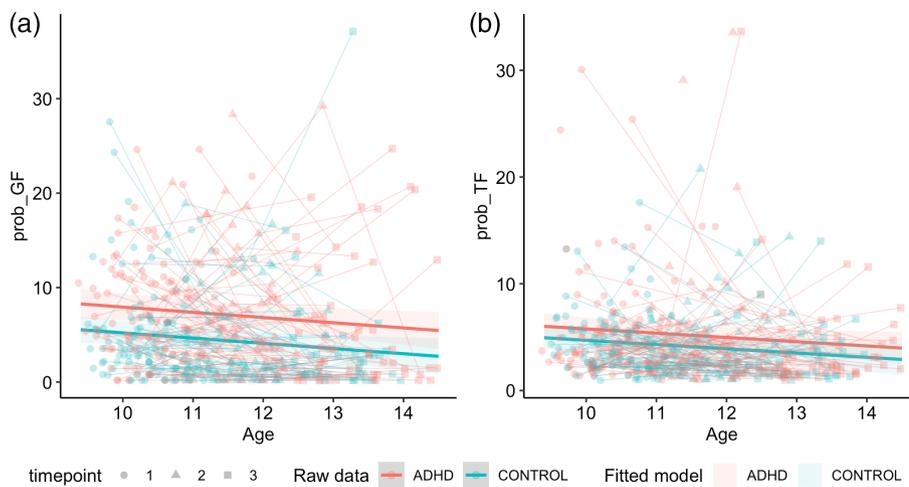 (a)
(b)
prob_GF
30
20
10
0
10 11 12 13 14
Age
prob_TF
30
20
10
0
10 11 12 13 14
Age
timepoint 1 2 3 Raw data ADHD CONTROL Fitted model ADHD CONTROL